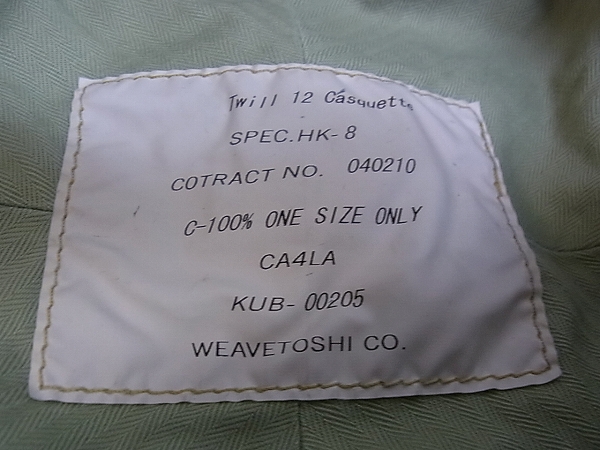 Twill 12 Casquette
SPEC.HK-8
COTRACT NO. 040210
C-100% ONE SIZE ONLY
CA4LA
KUB-00205
WEAVETOSHI CO.